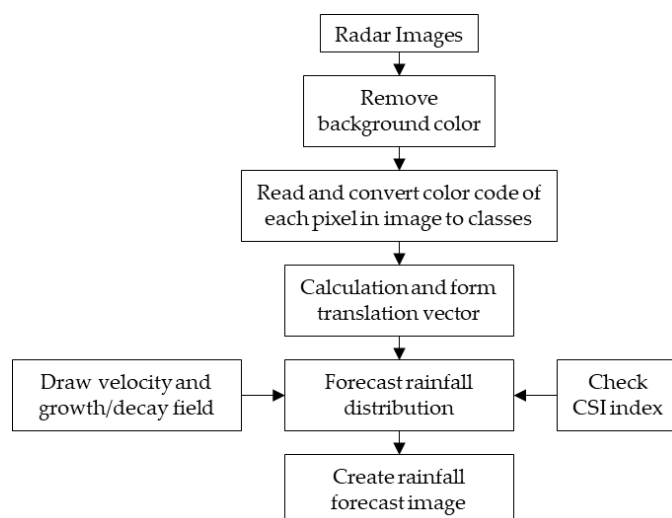 Radar Images
Remove
background color
Read and convert color code of
each pixel in image to classes
Calculation and form
translation vector
Draw velocity and
growth/decay field
Forecast rainfall
distribution
Check
CSI index
Create rainfall
forecast image